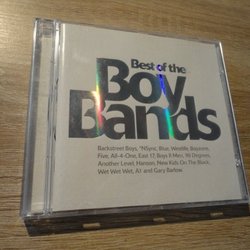 Best of the
Boy
Bands
Backstreet Boys, *NSync, Blue, Westlife, Boyzone,
Five, All-4-One, East 17, Boyz II Men, 98 Degrees,
Another Level, Hanson, New Kids On The Block,
Wet Wet Wet, A1 and Gary Barlow